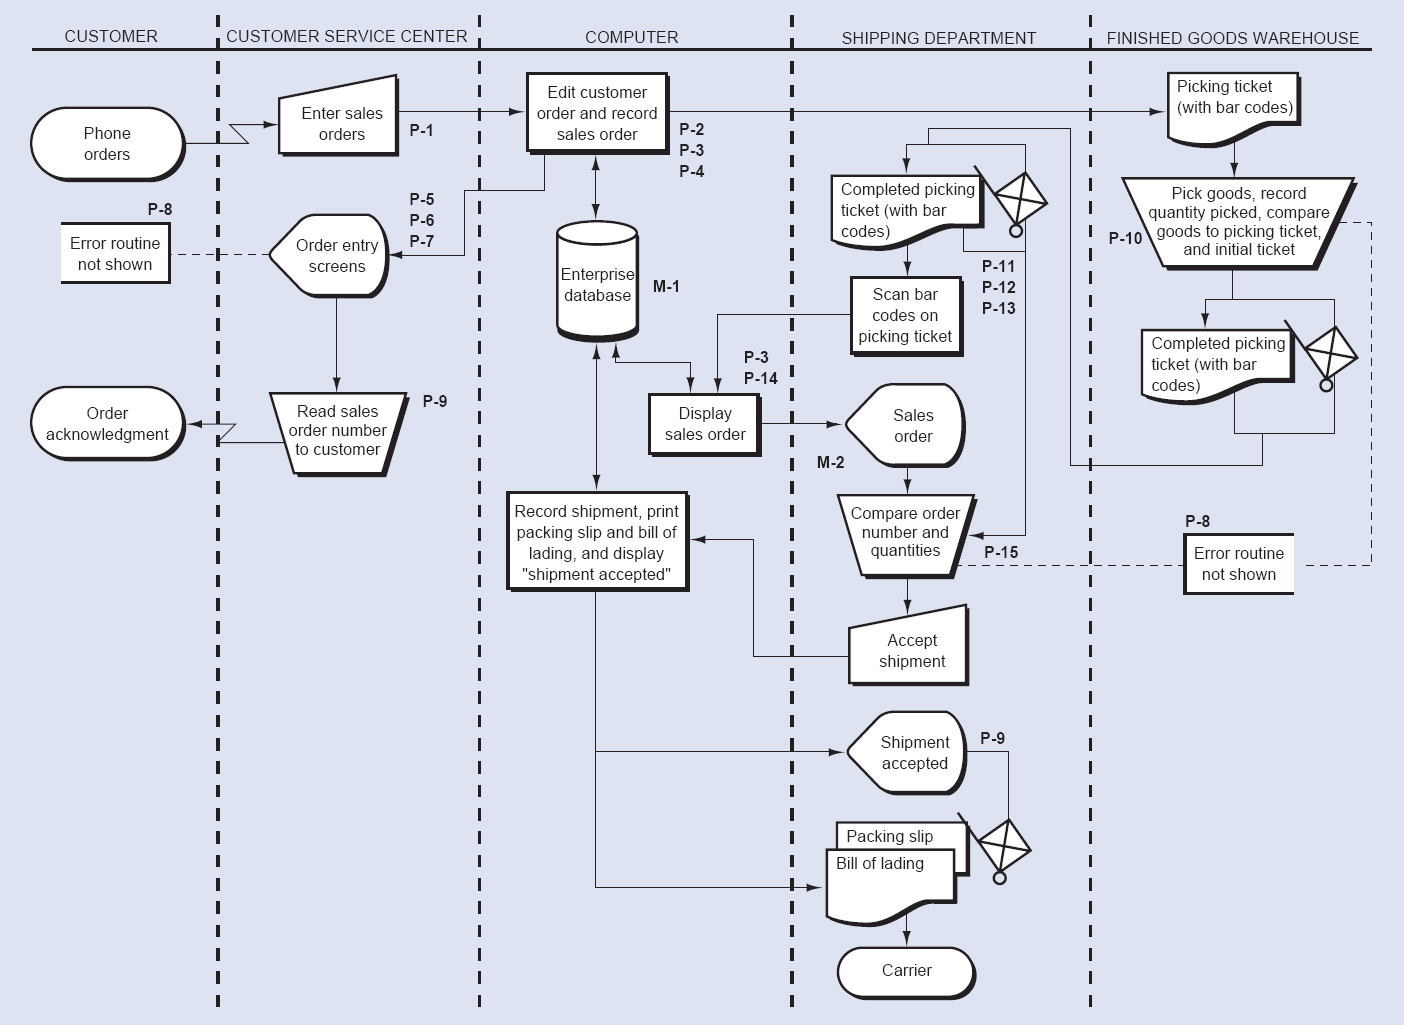 CUSTOMER
CUSTOMER SERVICE CENTER
COMPUTER
SHIPPING DEPARTMENT
FINISHED GOODS WAREHOUSE
Phone
orders
Enter sales
orders
P-1
Edit customer
order and record
sales order
P-2
P-3
P-4
Picking ticket
(with bar codes)
P-8
Error routine
not shown
P-5
P-6
P-7
Order entry
screens
Enterprise
database
M-1
Completed picking
ticket (with bar
codes)
P-11
P-12
P-13
Scan bar
codes on
picking ticket
P-10
Pick goods, record
quantity picked, compare
goods to picking ticket,
and initial ticket
Completed picking
ticket (with bar
codes)
Order
acknowledgment
Read sales
order number
to customer
P-9
P-3
P-14
Display
sales order
Sales
order
M-2
Record shipment, print
packing slip and bill of
lading, and display
"shipment accepted"
Compare order
number and
quantities
P-15
P-8
Error routine
not shown
Accept
shipment
Shipment
accepted
P-9
Packing slip
Bill of lading
Carrier